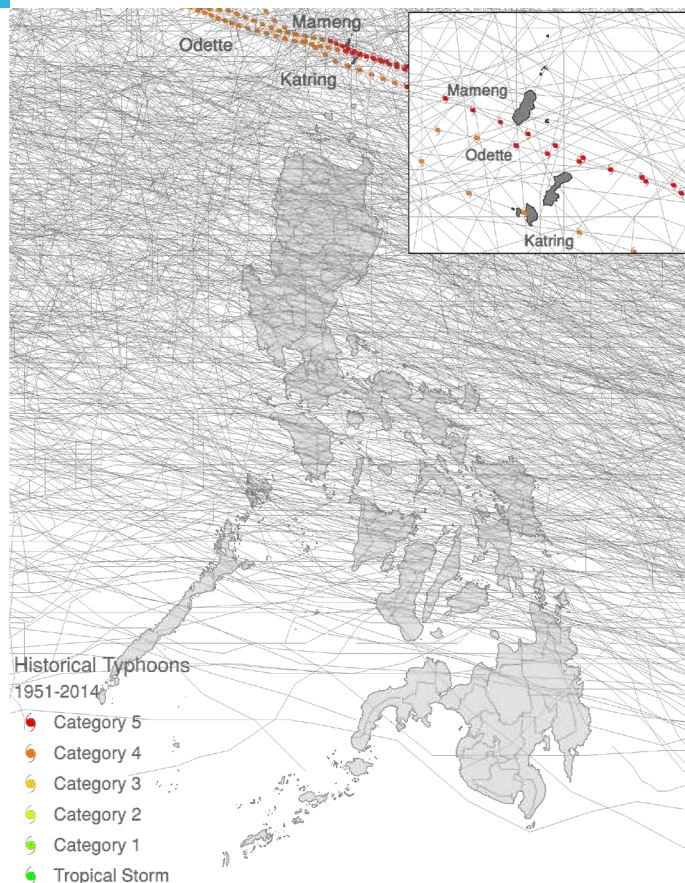 Mameng
Odette
Katring
Mameng
Odette
Katring
Historical Typhoons
1951-2014
Category 5
Category 4
Category 3
Category 2
Category 1
Tropical Storm